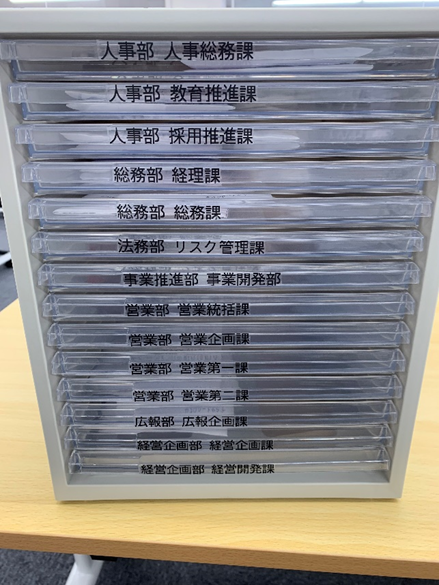 人事部 人事総務課
人事部 教育推進課
人事部 採用推進課
総務部 経理課
総務部 総務課
法務部 リスク管理課
事業推進部 事業開発部
営業部 営業統括課
営業部 営業企画課
営業部 営業第一課
営業部 営業第二課
広報部 広報企画課
経営企画部 経営企画課
経営企画部 経営開発課